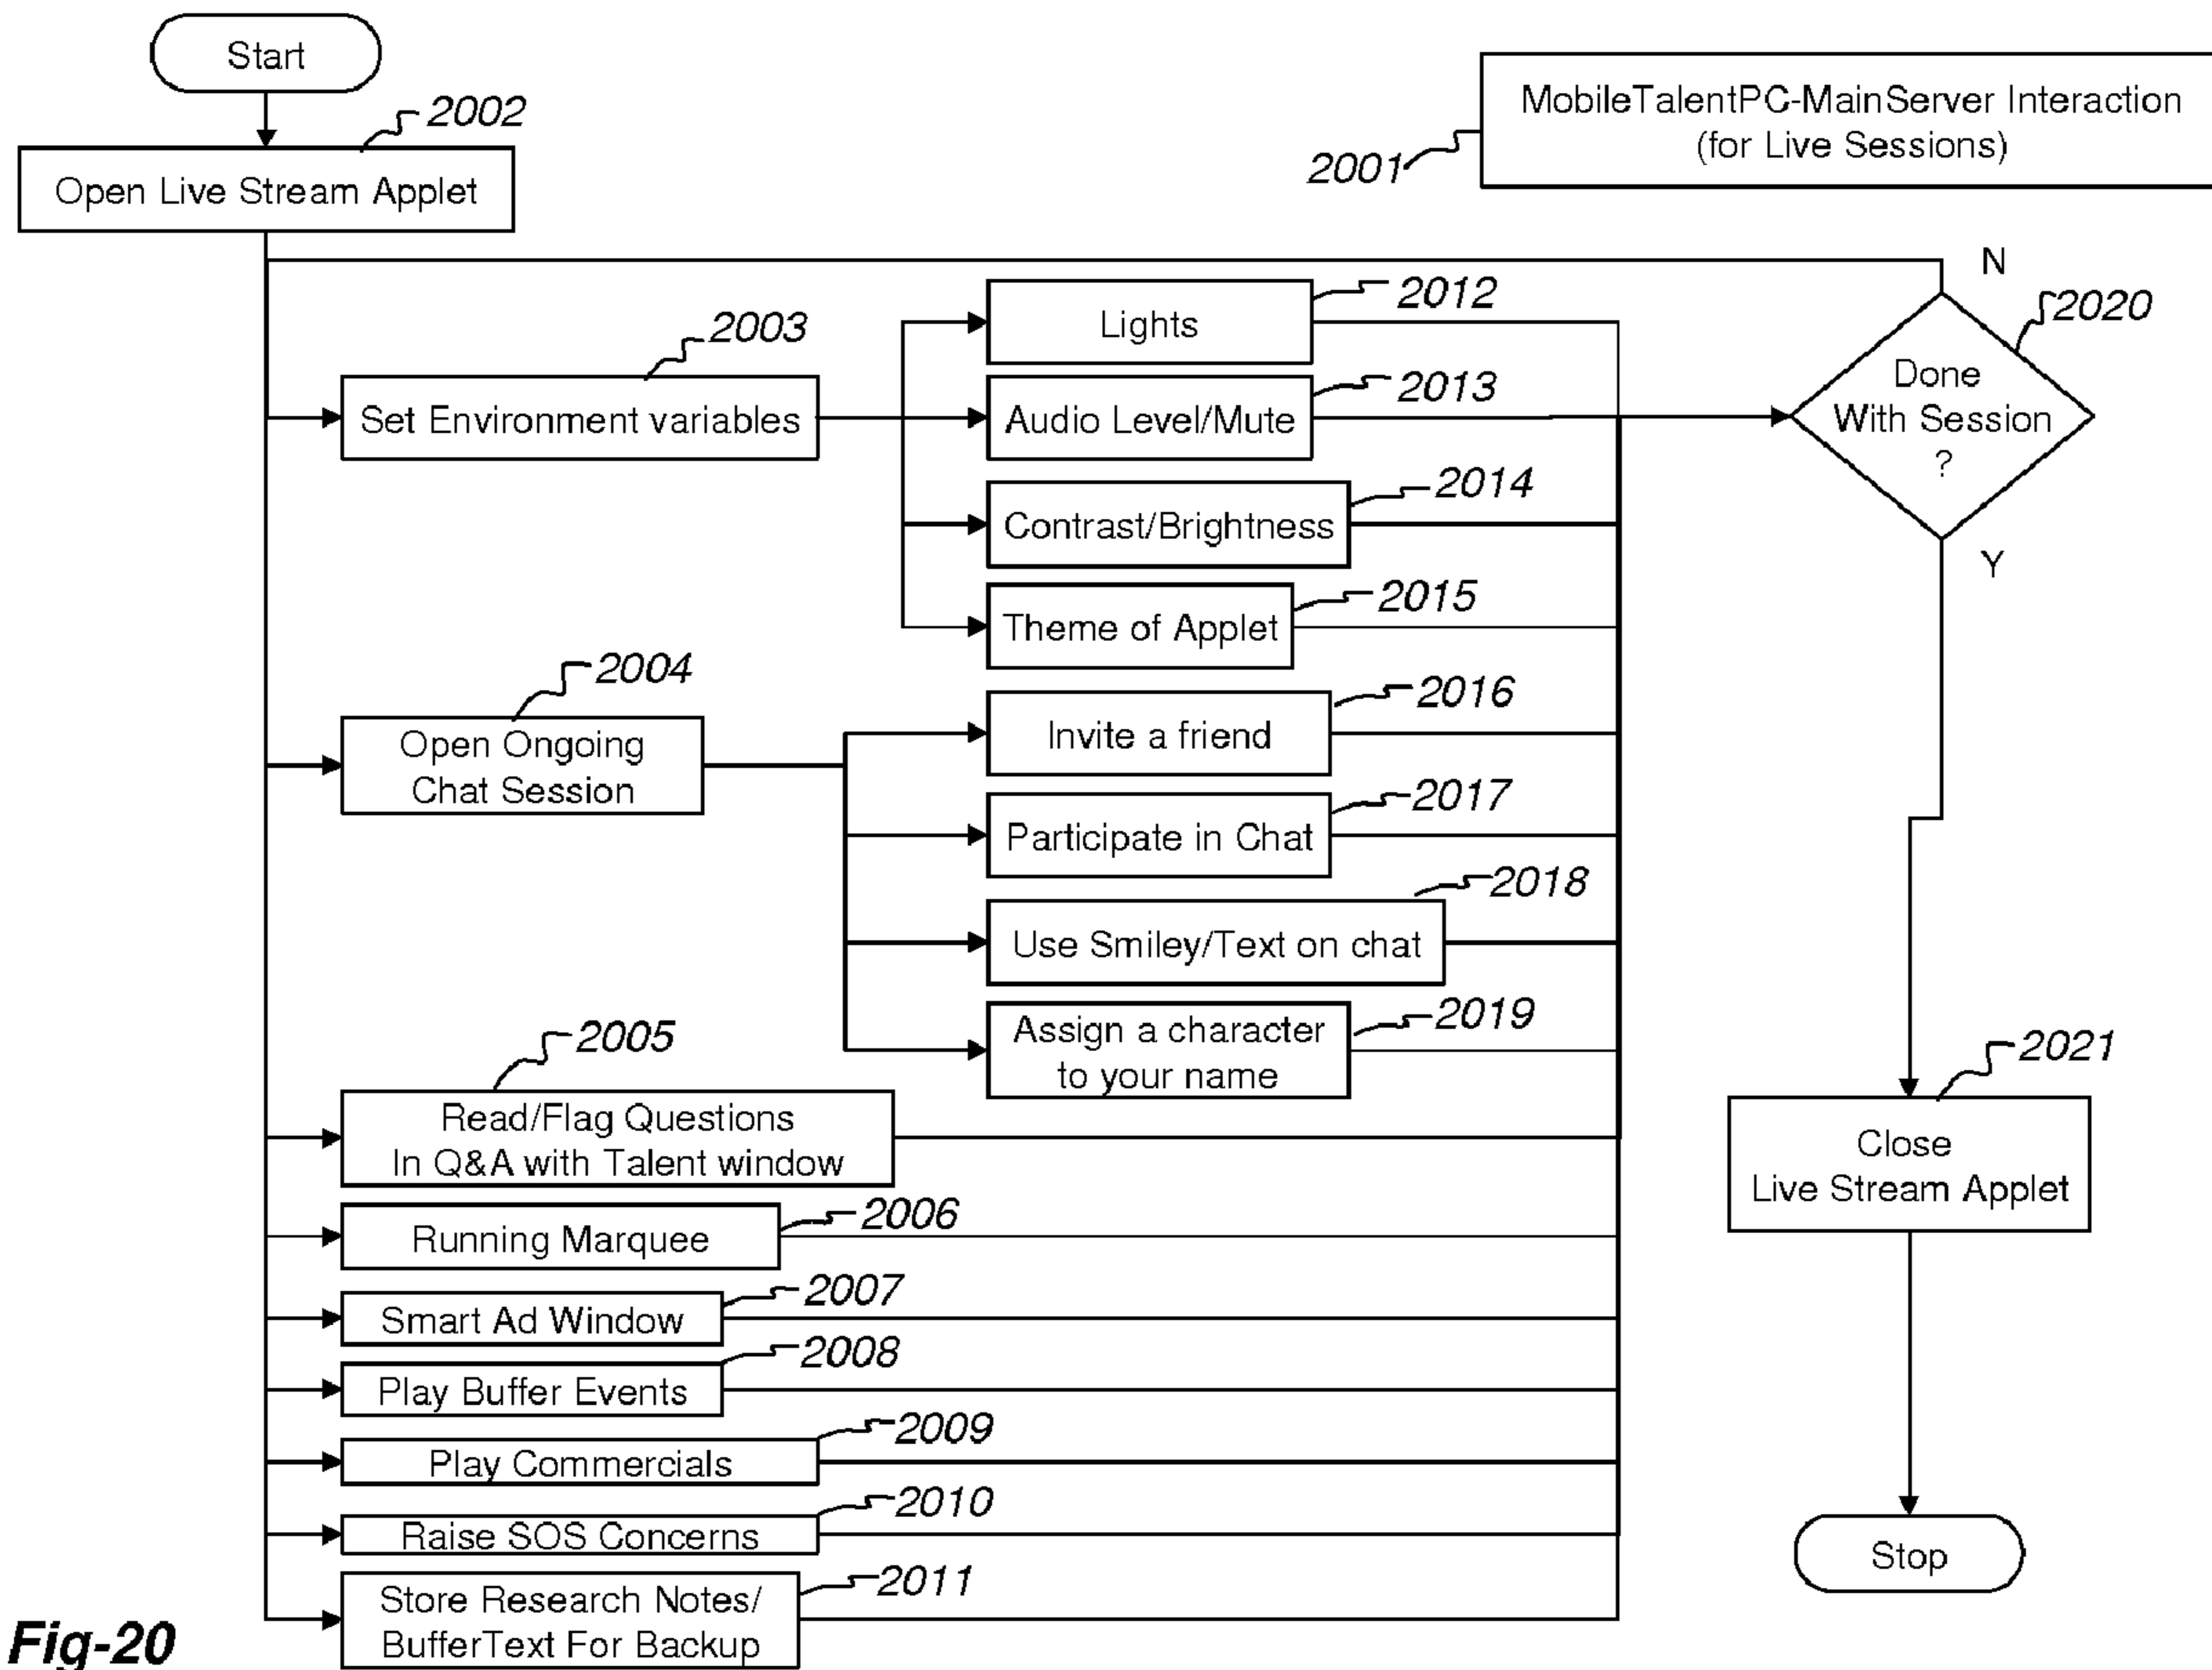 Start
2002
Open Live Stream Applet
MobileTalentPC-MainServer Interaction
(for Live Sessions)
2001
N
2003
Set Environment variables
2012
Lights
2013
Audio Level/Mute
2014
Contrast/Brightness
2015
Theme of Applet
2020
Done
With Session
?
Y
2004
Open Ongoing
Chat Session
2016
Invite a friend
2017
Participate in Chat
2018
Use Smiley/Text on chat
2019
Assign a character
to your name
2005
Read/Flag Questions
In Q&A with Talent window
2006
Running Marquee
2007
Smart Ad Window
2008
Play Buffer Events
2009
Play Commercials
2010
Raise SOS Concerns
2011
Store Research Notes/
BufferText For Backup
2021
Close
Live Stream Applet
Stop
Fig-20